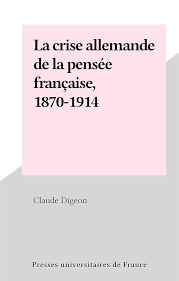 La crise allemande
de la pensée
française,
1870-1914
Claude Digeon
Presses universitaires de France